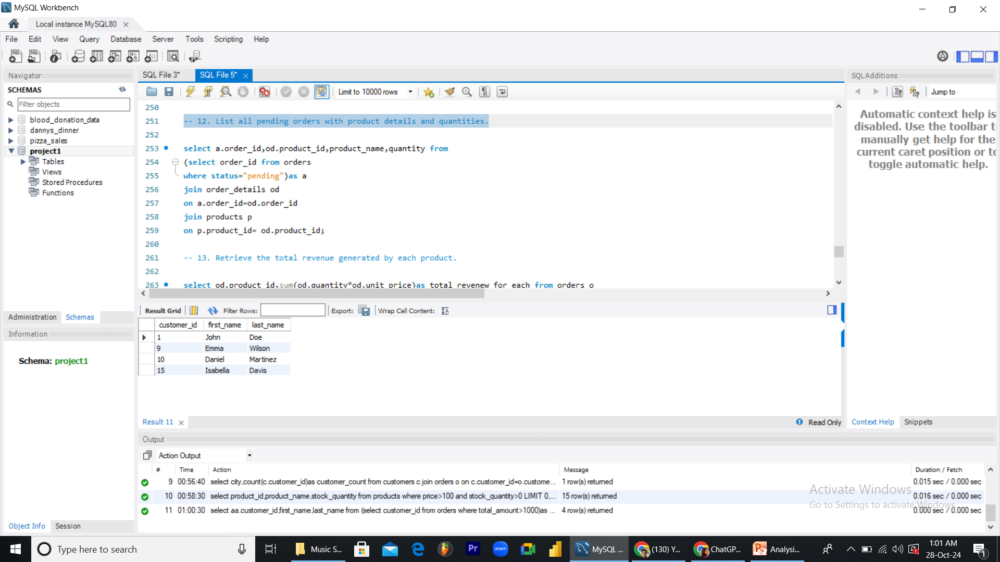 MySQL Workbench
Local instance MySQL80
File Edit View Query Database Server Tools Scripting Help
Navigator
SCHEMAS
Filter objects
blood_donation_data
dannys_dinner
pizza_sales
project1
Tables
Views
Stored Procedures
Functions
Administration Schemas
Information
Schema: project1
Object Info Session
SQL File 3* SQL File 5*
Limit to 10000 rows
250
251 -- 12. List all pending orders with product details and quantities.
252
253 select a.order_id,od.product_id,product_name,quantity from
254 (select order_id from orders
255 where status="pending")as a
256 join order_details od
257 on a.order_id=od.order_id
258 join products p
259 on p.product_id= od.product_id;
260
261 -- 13. Retrieve the total revenue generated by each product.
262
263 select od.product_id,sum(od.quantity*od.unit_price)as total_revenew_for_each from orders o
Result Grid Filter Rows: Export: Wrap Cell Content:
customer_id first_name last_name
1 John Doe
9 Emma Wilson
10 Daniel Martinez
15 Isabella Davis
Result 11 Read Only
SQLAdditions
Jump to
Automatic context help is
disabled. Use the toolbar t
manually get help for the
current caret position or to
toggle automatic help.
Context Help Snippets
Output
Action Output
# Time Action Message Duration / Fetch
9 00:56:40 select city,count(c.customer_id)as customer_count from customers c join orders o on c.customer_id=o.custome... 1 row(s) returned 0.015 sec / 0.000 sec
10 00:58:30 select product_id,product_name,stock_quantity from products where price>100 and stock_quantity>0 LIMIT 0,... 15 row(s) returned 0.016 sec / 0.000 sec
11 01:00:30 select aa.customer_id,first_name,last_name from (select customer_id from orders where total_amount>1000)as ... 4 row(s) returned 0.000 sec / 0.000 sec
Activate Windows
Go to Settings to activate Windows.
Type here to search
Music S...
Pr
zoom
MySQL ...
(130) Y...
ChatGP...
Analysi...
1:01 AM
28-Oct-24
1